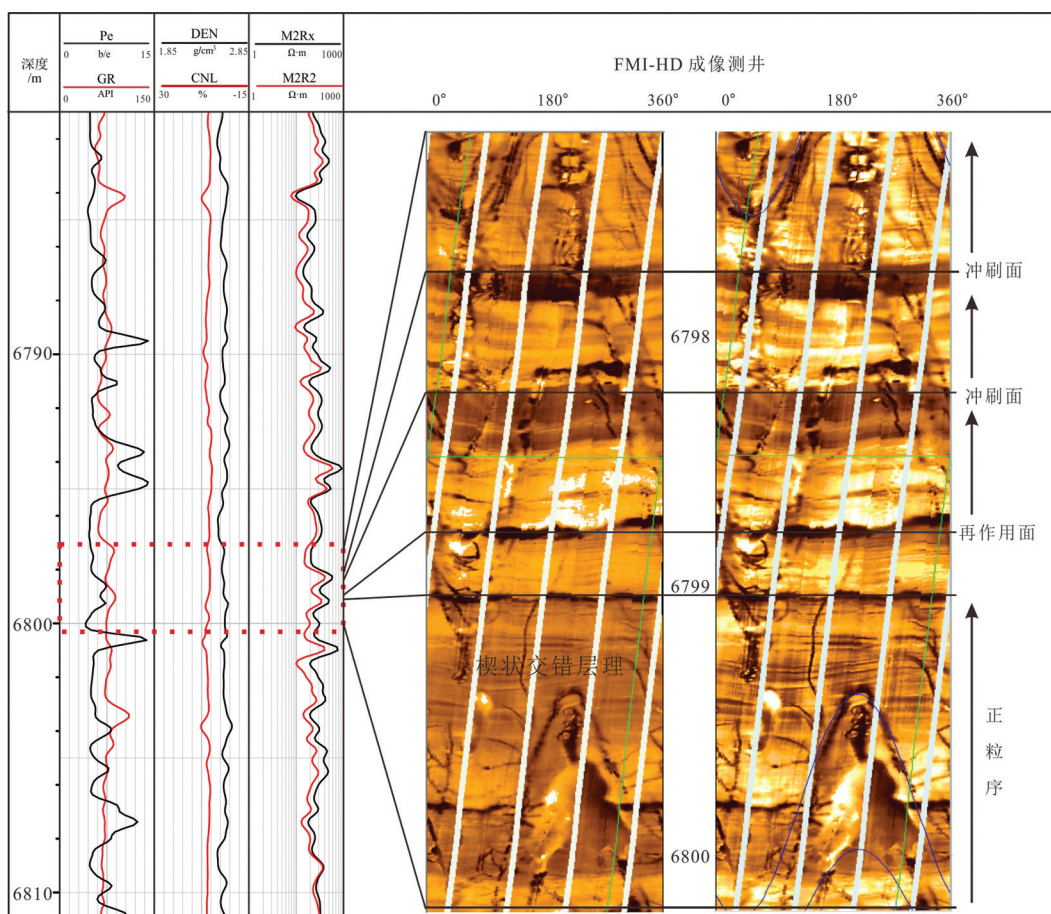 深度
/m
Pe
0 b/e 15
GR
0 API 150
DEN
1.85 g/cm³ 2.85
CNL
30 % -15
M2Rx
1 Ω·m 1000
M2R2
1 Ω·m 1000
FMI-HD 成像测井
0° 180° 360° 0° 180° 360°
冲刷面
6798
6790
冲刷面
再作用面
6799
6800
楔状交错层理
正粒序
6800
6810